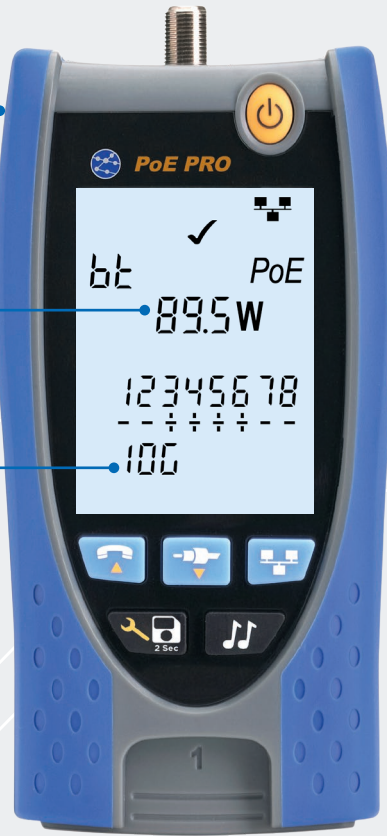 PoE PRO
bt PoE
89.5W
12345678
- - ÷ ÷ ÷ ÷ - -
10G
2 Sec
1